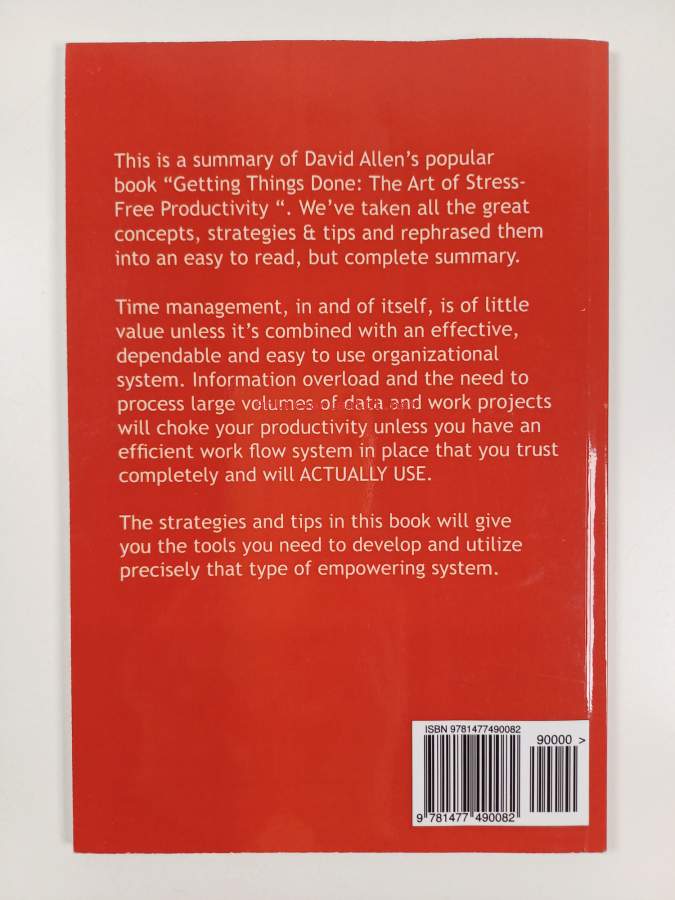 This is a summary of David Allen's popular
book “Getting Things Done: The Art of Stress-
Free Productivity “. We've taken all the great
concepts, strategies & tips and rephrased them
into an easy to read, but complete summary.
Time management, in and of itself, is of little
value unless it's combined with an effective,
dependable and easy to use organizational
system. Information overload and the need to
process large volumes of data and work projects
will choke your productivity unless you have an
efficient work flow system in place that you trust
completely and will ACTUALLY USE.
The strategies and tips in this book will give
you the tools you need to develop and utilize
precisely that type of empowering system.
ISBN 9781477490082
90000 >
9 781477 490082